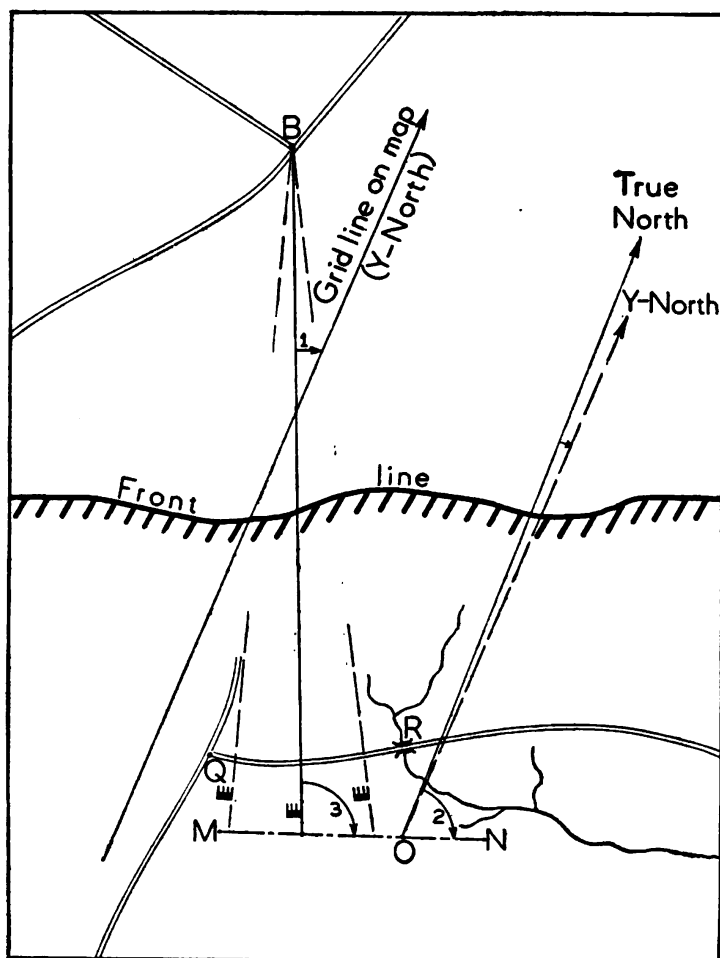 B
Grid line on map
(Y-North)
True
North
Y-North
1
Front line
R
Q
3
2
M
O
N